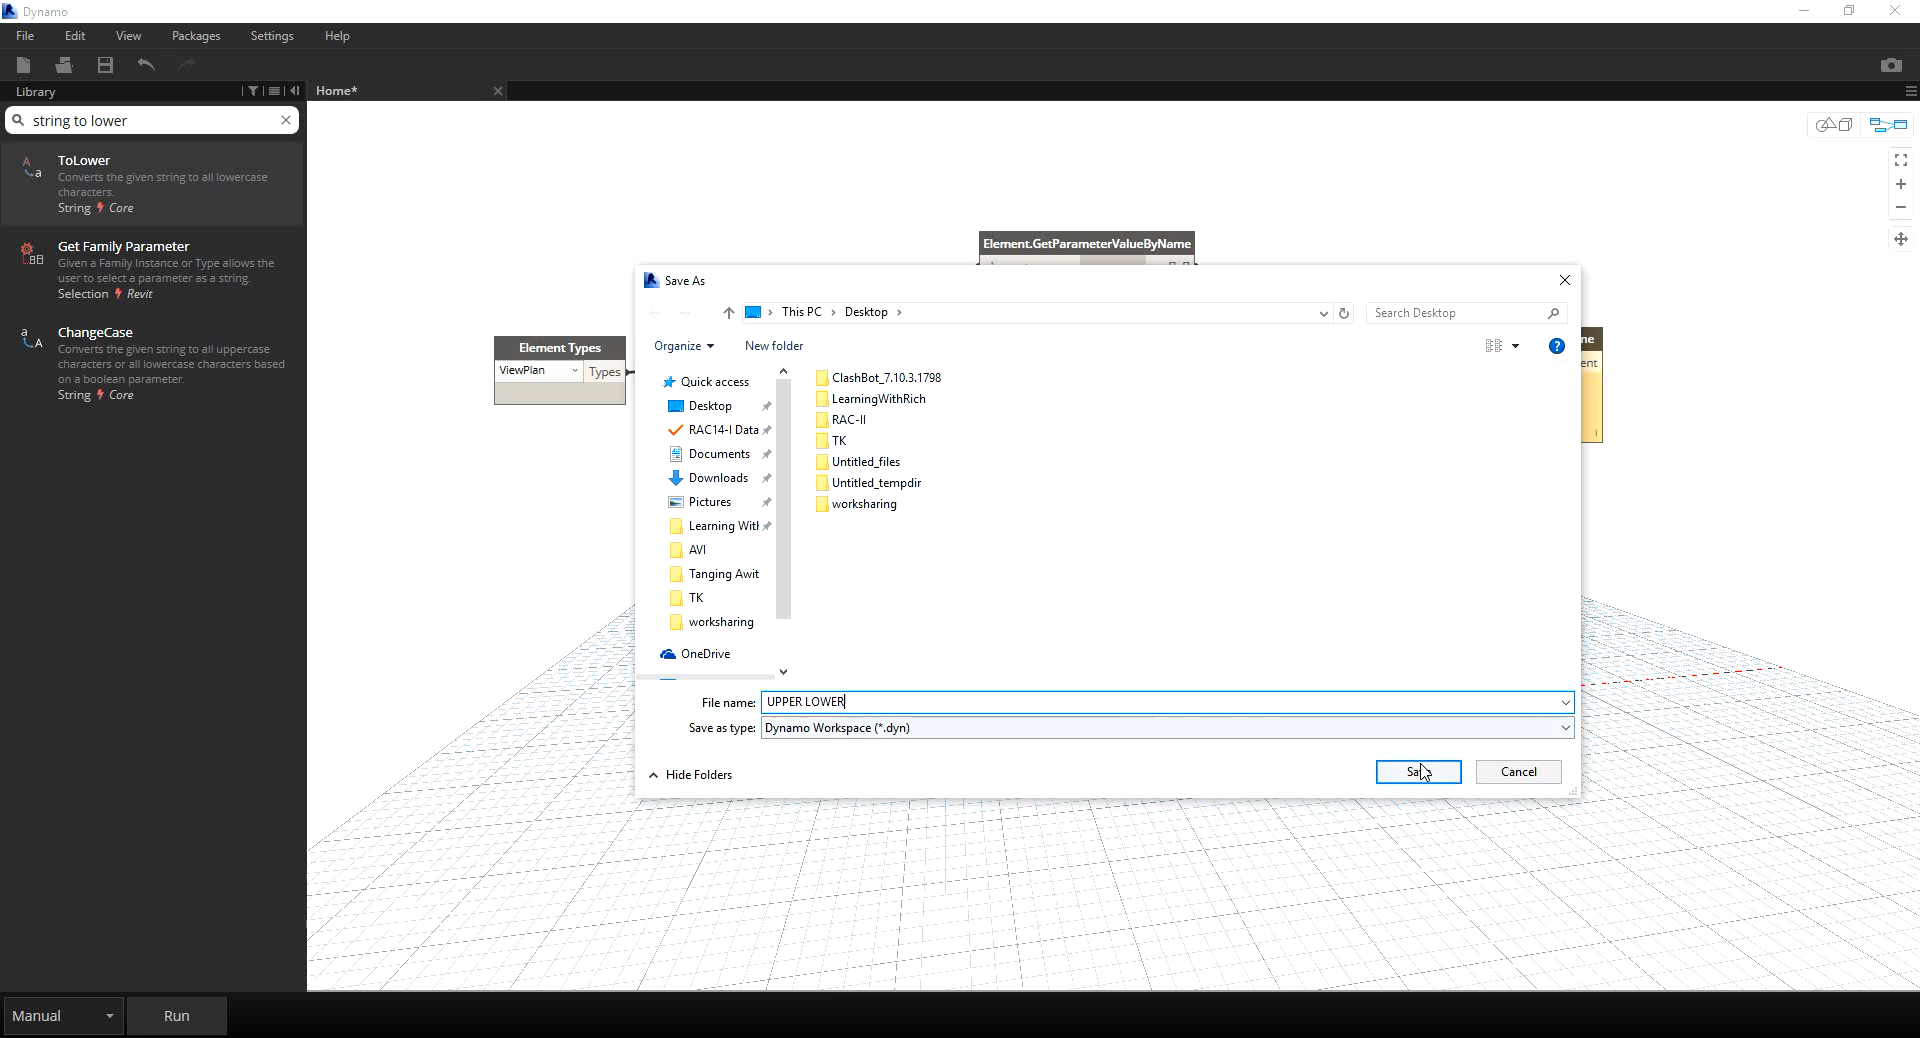 Dynamo
File Edit View Packages Settings Help
Library
Home*
string to lower
ToLower
Converts the given string to all lowercase
characters.
String Core
Get Family Parameter
Given a Family Instance or Type allows the
user to select a parameter as a string.
Selection Revit
ChangeCase
Converts the given string to all uppercase
characters or all lowercase characters based
on a boolean parameter.
String Core
Element.GetParameterValueByName
Element Types
ViewPlan Types
me
ent
Save As
This PC > Desktop >
Search Desktop
Organize New folder
?
Quick access
Desktop
RAC14-I Data
Documents
Downloads
Pictures
Learning With
AVI
Tanging Awit
TK
worksharing
OneDrive
ClashBot_7.10.3.1798
LearningWithRich
RAC-II
TK
Untitled_files
Untitled_tempdir
worksharing
File name: UPPER LOWER
Save as type: Dynamo Workspace (*.dyn)
Hide Folders
Save Cancel
Manual Run